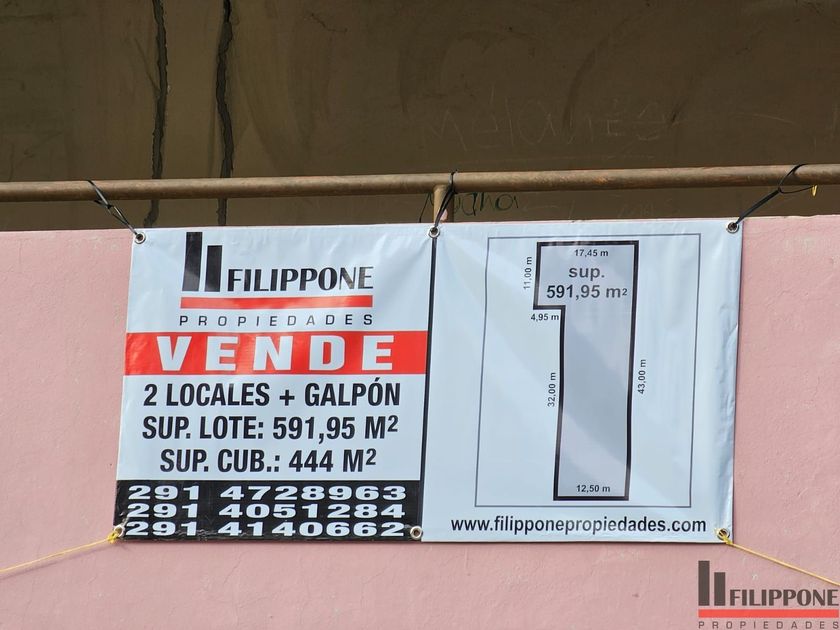 Mélanie
FILIPPONE
PROPIEDADES
VENDE
2 LOCALES + GALPÓN
SUP. LOTE: 591,95 M²
SUP. CUB.: 444 M²
291 4728963
291 4051284
291 4140662
17,45 m
11,00 m
sup.
591,95 m²
4,95 m
32,00 m
43,00 m
12,50 m
www.filipponepropiedades.com
FILIPPONE
PROPIEDADES